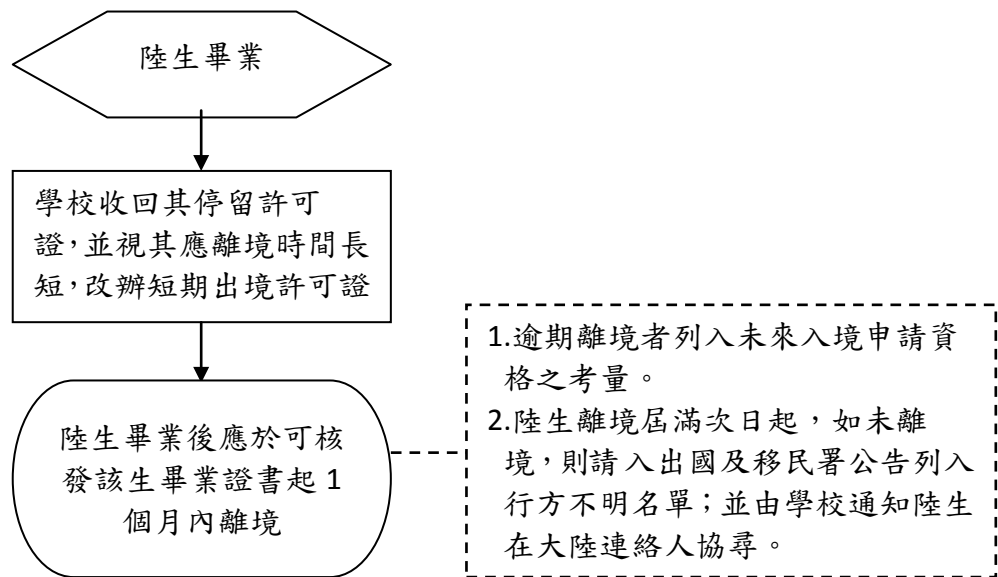 陸生畢業
學校收回其停留許可
證，並視其應離境時間長
短，改辦短期出境許可證
陸生畢業後應於可核
發該生畢業證書起 1
個月內離境
1.逾期離境者列入未來入境申請資
格之考量。
2.陸生離境屆滿次日起，如未離
境，則請入出國及移民署公告列入
行方不明名單；並由學校通知陸生
在大陸連絡人協尋。